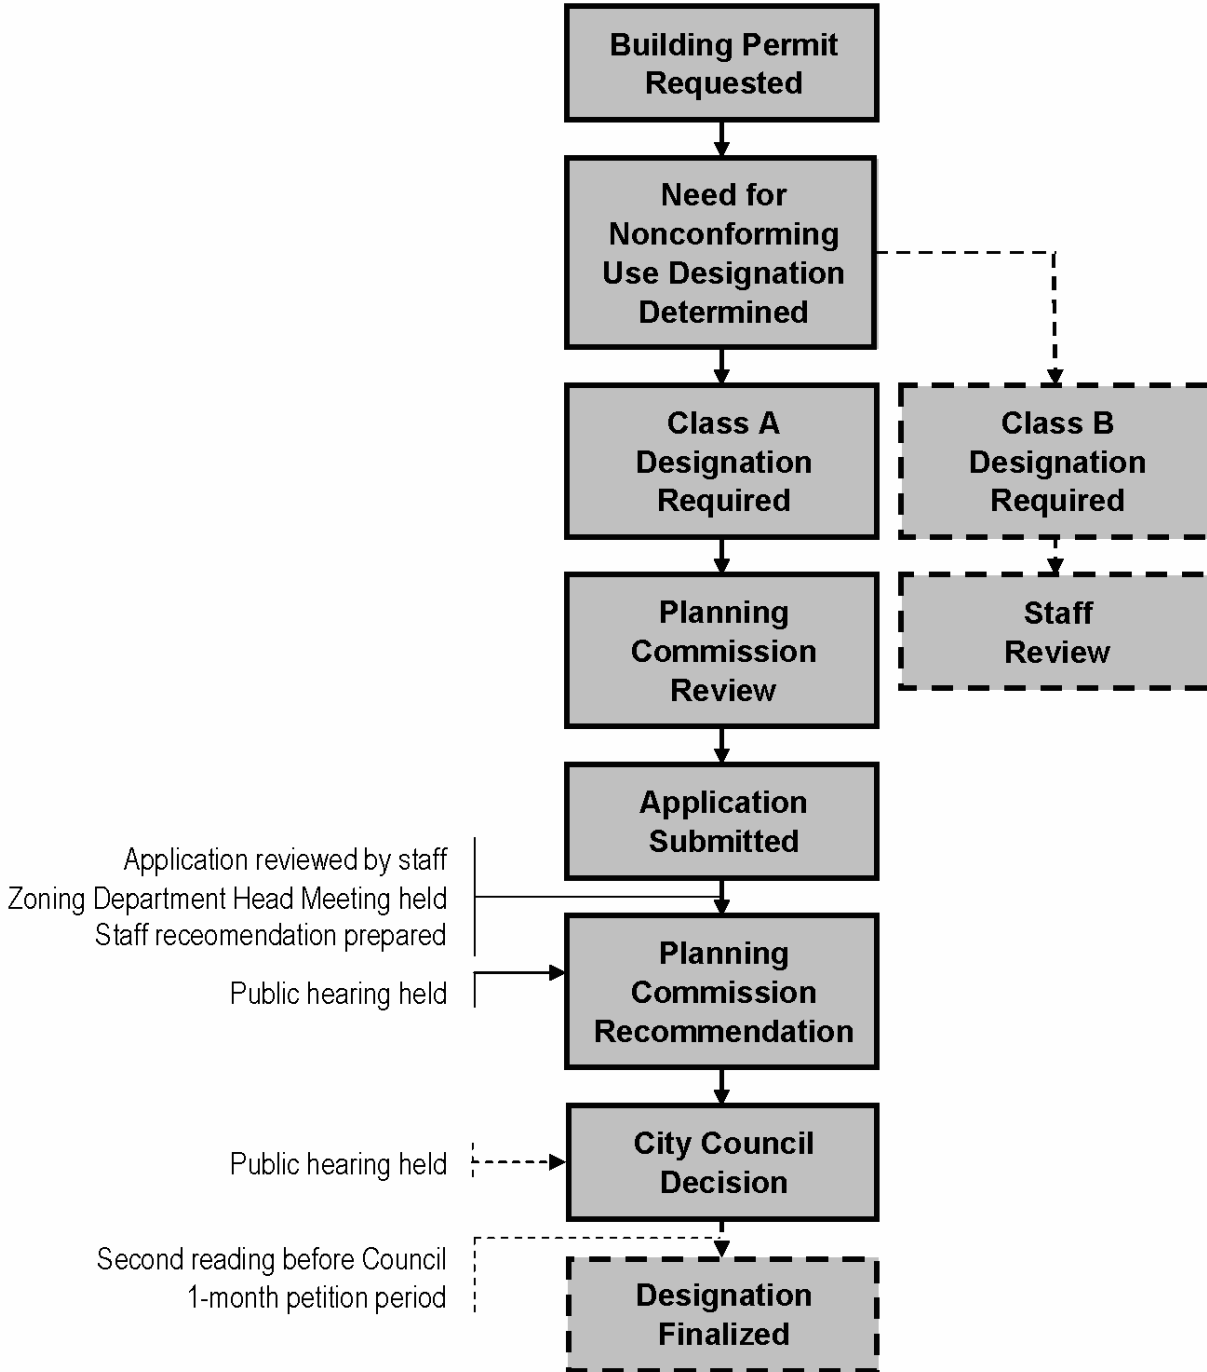 Building Permit
Requested
Need for
Nonconforming
Use Designation
Determined
Class A
Designation
Required
Class B
Designation
Required
Planning
Commission
Review
Staff
Review
Application
Submitted
Application reviewed by staff
Zoning Department Head Meeting held
Staff receomendation prepared
Public hearing held
Planning
Commission
Recommendation
Public hearing held
City Council
Decision
Second reading before Council
1-month petition period
Designation
Finalized